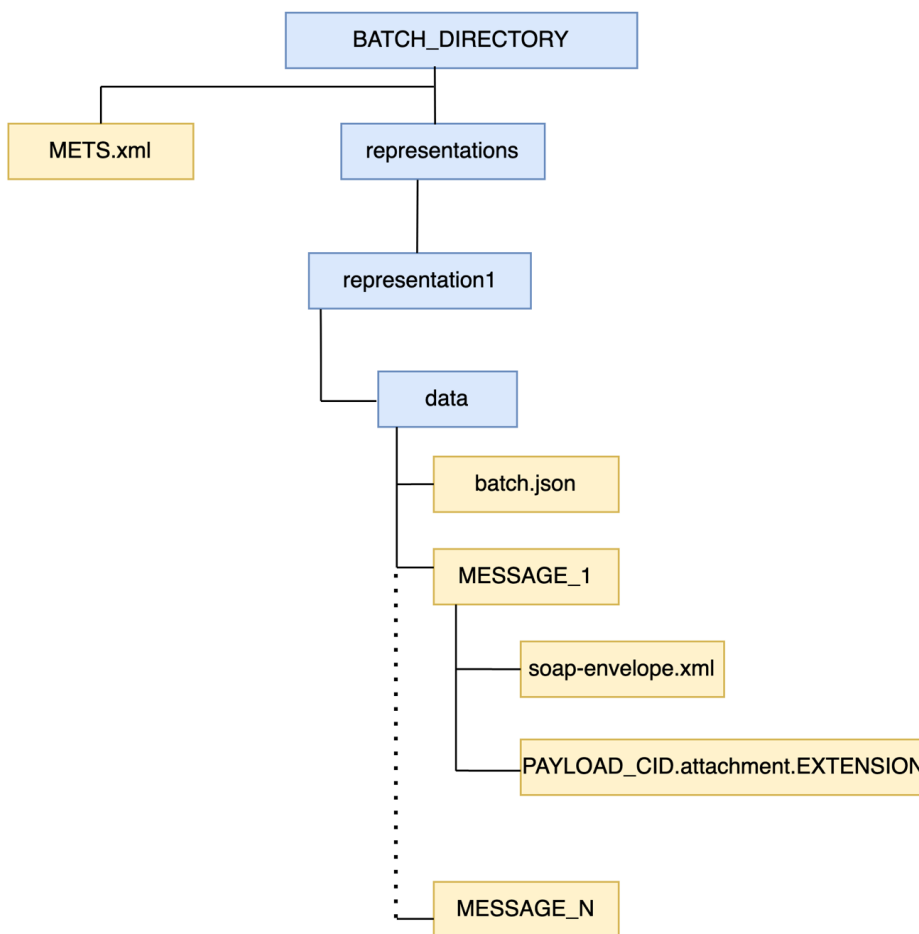 BATCH_DIRECTORY
METS.xml
representations
representation1
data
batch.json
MESSAGE_1
soap-envelope.xml
PAYLOAD_CID.attachment.EXTENSION
MESSAGE_N